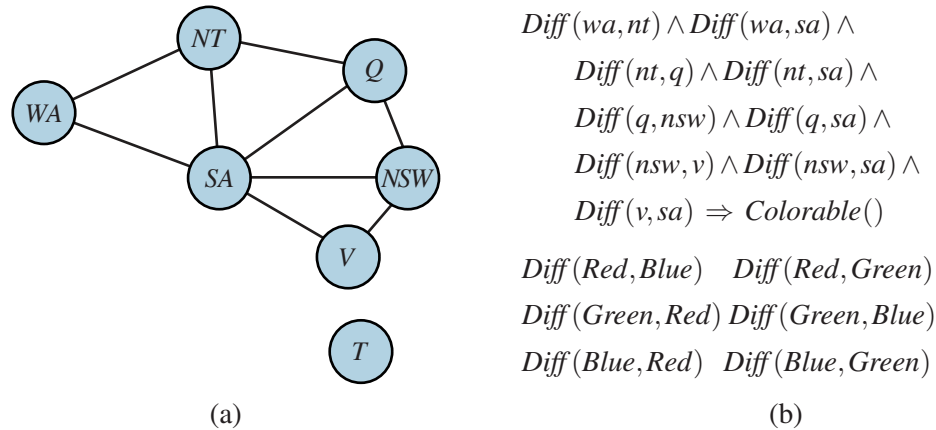 NT
Q
WA
SA
NSW
V
T
(a)
Diff(wa,nt) ∧ Diff(wa,sa) ∧
Diff(nt,q) ∧ Diff(nt,sa) ∧
Diff(q,nsw) ∧ Diff(q,sa) ∧
Diff(nsw,v) ∧ Diff(nsw,sa) ∧
Diff(v,sa) ⇒ Colorable()
Diff(Red,Blue) Diff(Red,Green)
Diff(Green,Red) Diff(Green,Blue)
Diff(Blue,Red) Diff(Blue,Green)
(b)